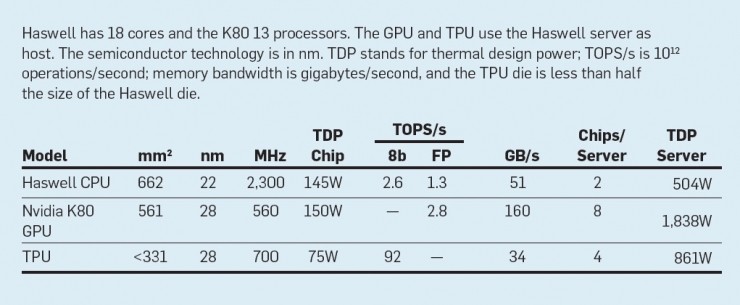 Haswell has 18 cores and the K80 13 processors. The GPU and TPU use the Haswell server as
host. The semiconductor technology is in nm. TDP stands for thermal design power; TOPS/s is 10¹²
operations/second; memory bandwidth is gigabytes/second, and the TPU die is less than half
the size of the Haswell die.
TDP TOPS/s Chips/ TDP
Model mm² nm MHz Chip 8b FP GB/s Server Server
Haswell CPU 662 22 2,300 145W 2.6 1.3 51 2 504W
Nvidia K80 561 28 560 150W — 2.8 160 8 1,838W
GPU
TPU <331 28 700 75W 92 — 34 4 861W